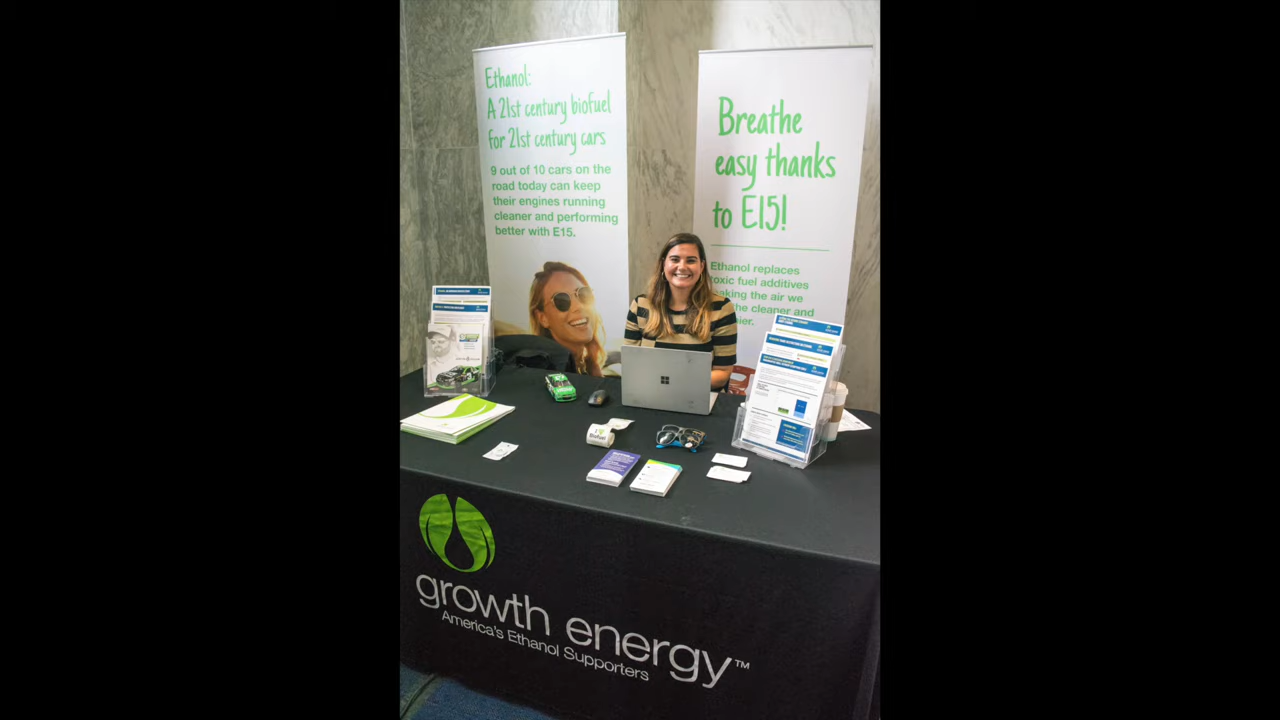 Ethanol:
A 21st century biofuel
for 21st century cars
9 out of 10 cars on the
road today can keep
their engines running
cleaner and performing
better with E15.
Breathe
easy thanks
to E15!
Ethanol replaces
toxic fuel additives
the cleaner and
I
Biofuel
growth energy™
America's Ethanol Supporters